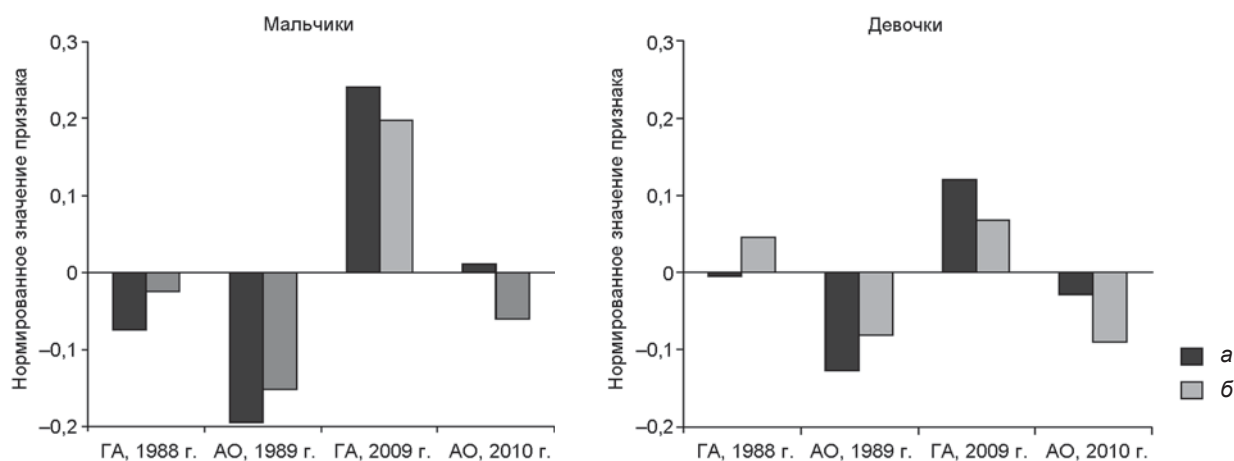 Мальчики
Нормированное значение признака
0,3
0,2
0,1
0
–0,1
–0,2
ГА, 1988 г. АО, 1989 г. ГА, 2009 г. АО, 2010 г.
Девочки
Нормированное значение признака
0,3
0,2
0,1
0
–0,1
–0,2
ГА, 1988 г. АО, 1989 г. ГА, 2009 г. АО, 2010 г.
а
б